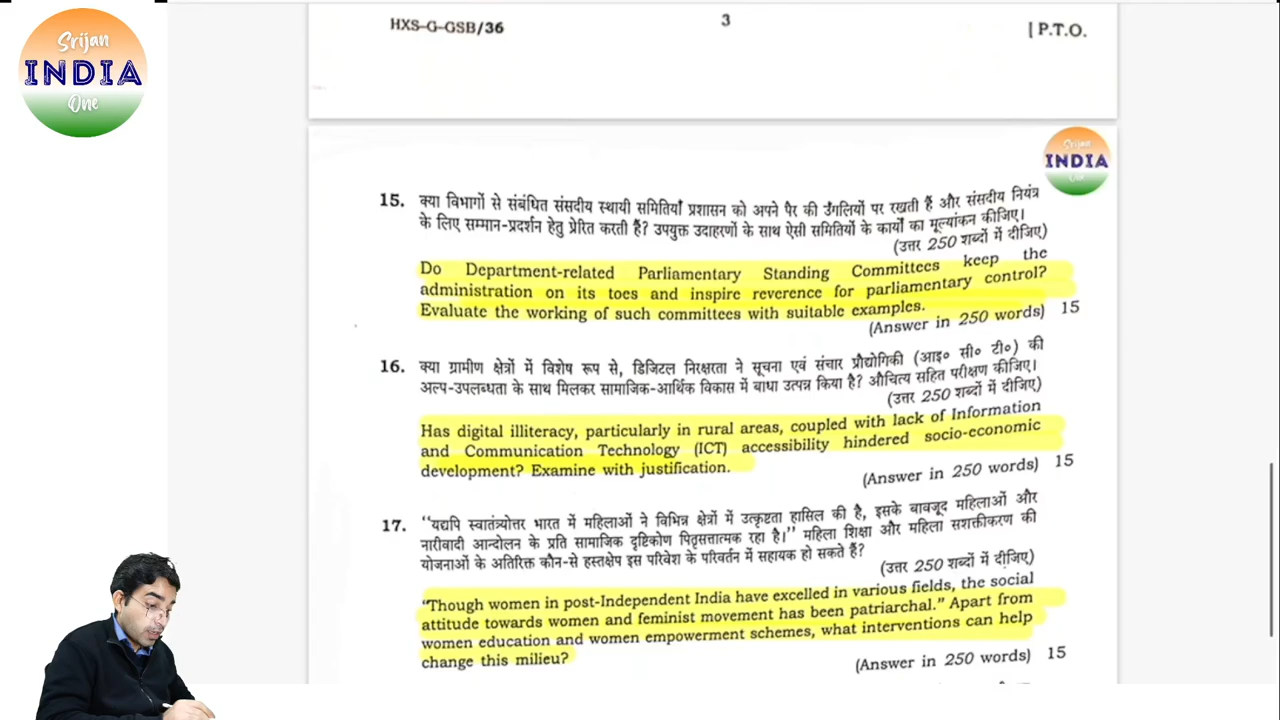 Srijan
INDIA
One
HXS–G–GSB/36
3
[ P.T.O.
Srijan
INDIA
One
15. क्या विभागों से संबंधित संसदीय स्थायी समितियाँ प्रशासन को अपने पैर की उँगलियों पर रखती हैं और संसदीय नियंत्र
के लिए सम्मान-प्रदर्शन हेतु प्रेरित करती हैं? उपयुक्त उदाहरणों के साथ ऐसी समितियों के कार्यों का मूल्यांकन कीजिए।
(उत्तर 250 शब्दों में दीजिए)
Do Department-related Parliamentary Standing Committees keep the
administration on its toes and inspire reverence for parliamentary control?
Evaluate the working of such committees with suitable examples.
(Answer in 250 words) 15
16. क्या ग्रामीण क्षेत्रों में विशेष रूप से, डिजिटल निरक्षरता ने सूचना एवं संचार प्रौद्योगिकी (आइ० सी० टी०) की
अल्प-उपलब्धता के साथ मिलकर सामाजिक-आर्थिक विकास में बाधा उत्पन्न किया है? औचित्य सहित परीक्षण कीजिए।
(उत्तर 250 शब्दों में दीजिए)
Has digital illiteracy, particularly in rural areas, coupled with lack of Information
and Communication Technology (ICT) accessibility hindered socio-economic
development? Examine with justification.
(Answer in 250 words) 15
17. “यद्यपि स्वातंत्र्योत्तर भारत में महिलाओं ने विभिन्न क्षेत्रों में उत्कृष्टता हासिल की है, इसके बावजूद महिलाओं और
नारीवादी आन्दोलन के प्रति सामाजिक दृष्टिकोण पितृसत्तात्मक रहा है।” महिला शिक्षा और महिला सशक्तीकरण की
योजनाओं के अतिरिक्त कौन-से हस्तक्षेप इस परिवेश के परिवर्तन में सहायक हो सकते हैं?
(उत्तर 250 शब्दों में दीजिए)
“Though women in post-Independent India have excelled in various fields, the social
attitude towards women and feminist movement has been patriarchal.” Apart from
women education and women empowerment schemes, what interventions can help
change this milieu?
(Answer in 250 words) 15